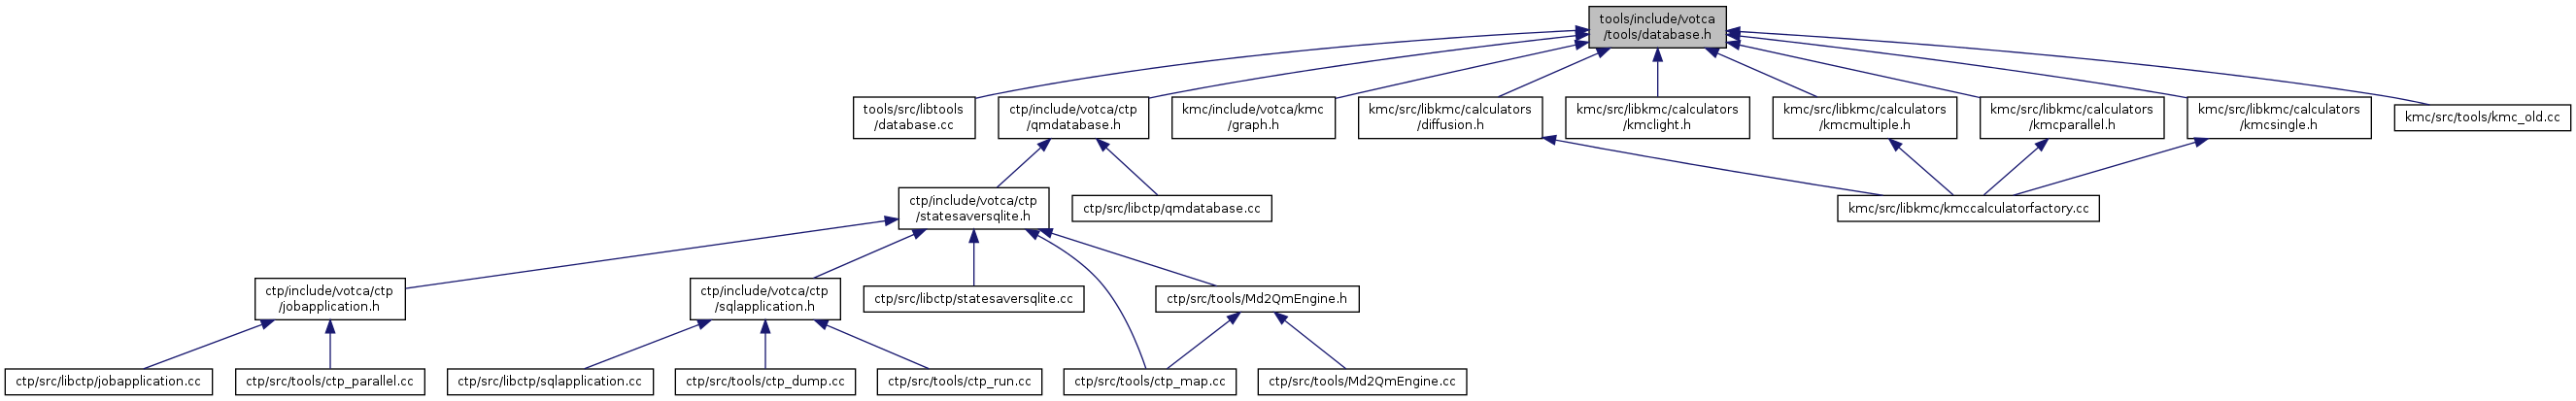 tools/include/votca
/tools/database.h
tools/src/libtools
/database.cc
ctp/include/votca/ctp
/qmdatabase.h
kmc/include/votca/kmc
/graph.h
kmc/src/libkmc/calculators
/diffusion.h
kmc/src/libkmc/calculators
/kmclight.h
kmc/src/libkmc/calculators
/kmcmultiple.h
kmc/src/libkmc/calculators
/kmcparallel.h
kmc/src/libkmc/calculators
/kmcsingle.h
kmc/src/tools/kmc_old.cc
ctp/include/votca/ctp
/statesaversqlite.h
ctp/src/libctp/qmdatabase.cc
kmc/src/libkmc/kmccalculatorfactory.cc
ctp/include/votca/ctp
/jobapplication.h
ctp/include/votca/ctp
/sqlapplication.h
ctp/src/libctp/statesaversqlite.cc
ctp/src/tools/Md2QmEngine.h
ctp/src/libctp/jobapplication.cc
ctp/src/tools/ctp_parallel.cc
ctp/src/libctp/sqlapplication.cc
ctp/src/tools/ctp_dump.cc
ctp/src/tools/ctp_run.cc
ctp/src/tools/ctp_map.cc
ctp/src/tools/Md2QmEngine.cc